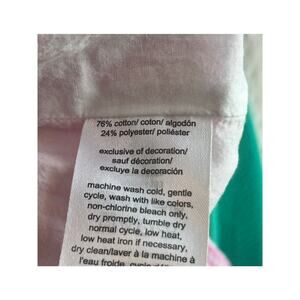 76% cotton/ coton/ algodón
24% polyester/ poliéster
exclusive of decoration/
sauf décoration/
excluye la decoración
machine wash cold, gentle
cycle, wash with like colors,
non-chlorine bleach only,
dry promptly, tumble dry
normal cycle, low heat,
low heat iron if necessary,
dry clean/laver à la machine à
l'eau froide,